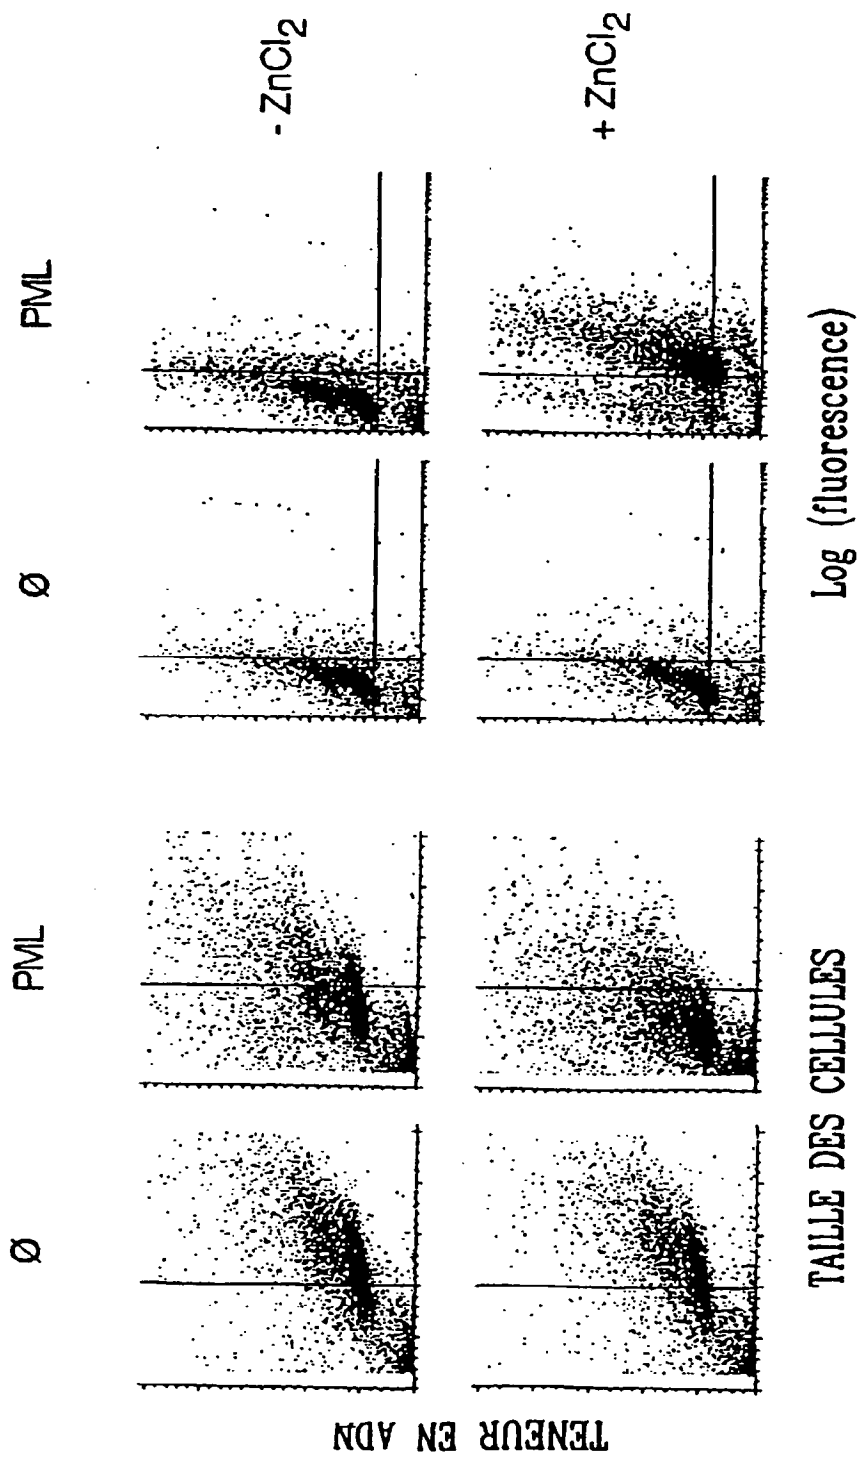 Ø
PML
Ø
PML
- ZnCl₂
+ ZnCl₂
TENEUR EN ADN
TAILLE DES CELLULES
Log (fluorescence)